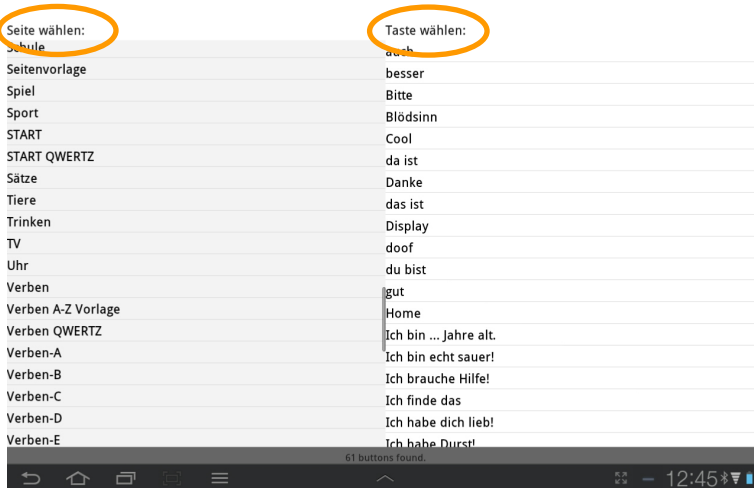 Seite wählen:
Schule
Seitenvorlage
Spiel
Sport
START
START QWERTZ
Sätze
Tiere
Trinken
TV
Uhr
Verben
Verben A-Z Vorlage
Verben QWERTZ
Verben-A
Verben-B
Verben-C
Verben-D
Verben-E
Taste wählen:
auch
besser
Bitte
Blödsinn
Cool
da ist
Danke
das ist
Display
doof
du bist
gut
Home
Ich bin ... Jahre alt.
Ich bin echt sauer!
Ich brauche Hilfe!
Ich finde das
Ich habe dich lieb!
Ich habe Durst!
61 buttons found.
12:45